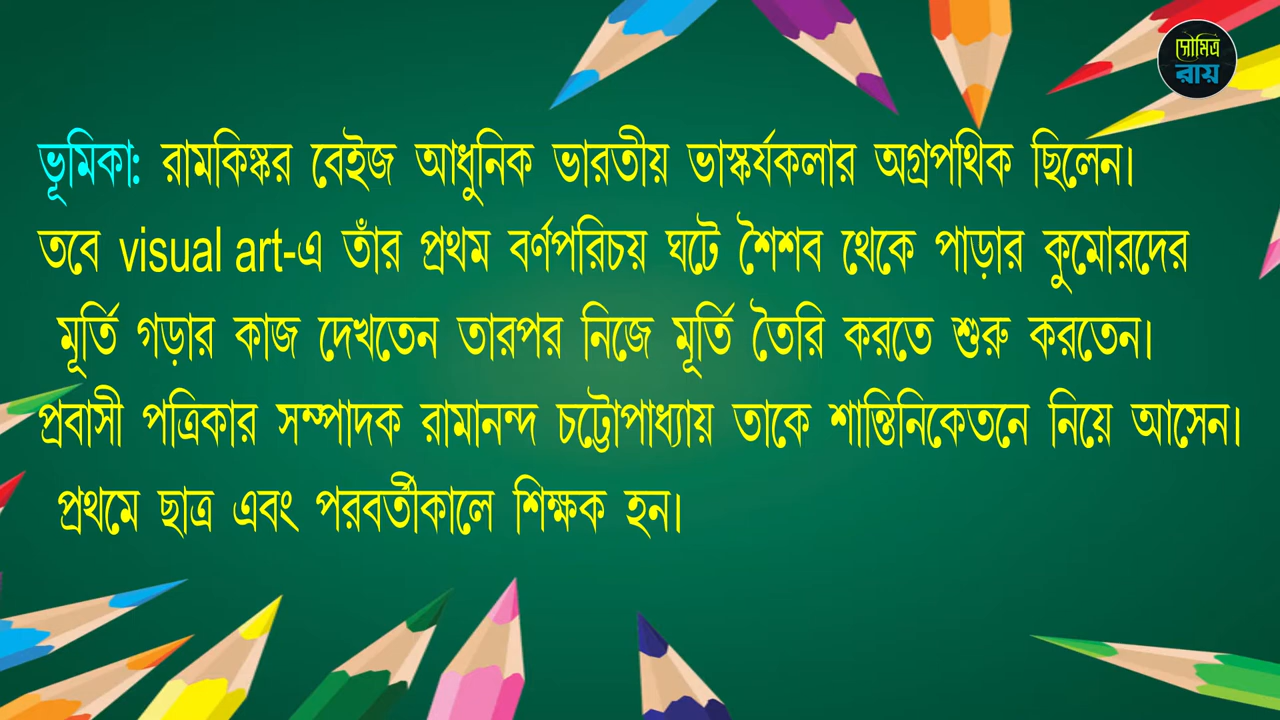 সৌমিত্র
রায়
ভূমিকা: রামকিঙ্কর বেইজ আধুনিক ভারতীয় ভাস্কর্যকলার অগ্রপথিক ছিলেন।
তবে visual art-এ তাঁর প্রথম বর্ণপরিচয় ঘটে শৈশব থেকে পাড়ার কুমোরদের
মূর্তি গড়ার কাজ দেখতেন তারপর নিজে মূর্তি তৈরি করতে শুরু করতেন।
প্রবাসী পত্রিকার সম্পাদক রামানন্দ চট্টোপাধ্যায় তাকে শান্তিনিকেতনে নিয়ে আসেন।
প্রথমে ছাত্র এবং পরবর্তীকালে শিক্ষক হন।